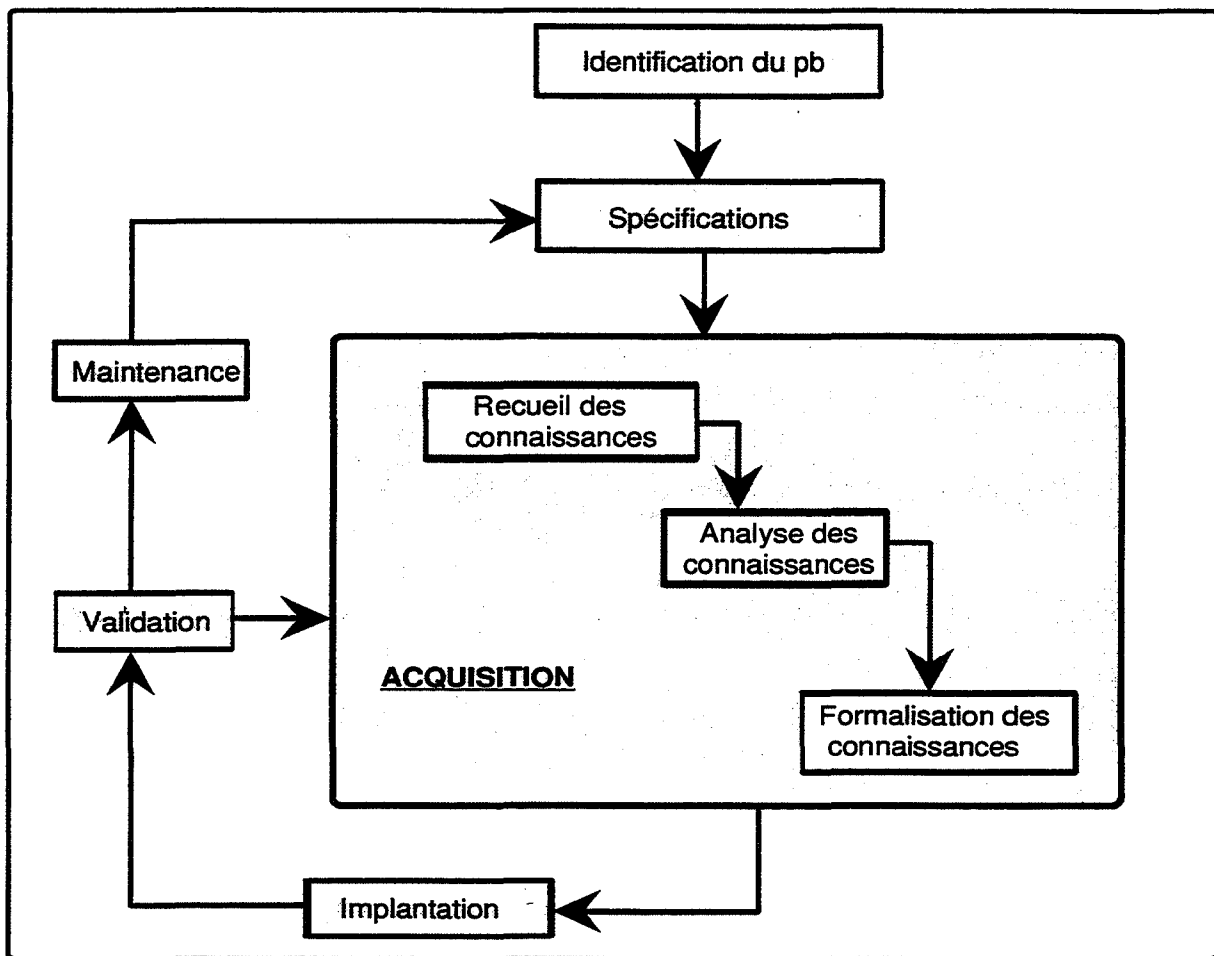 Identification du pb
Spécifications
Maintenance
Recueil des
connaissances
Analyse des
connaissances
Validation
ACQUISITION
Formalisation des
connaissances
Implantation